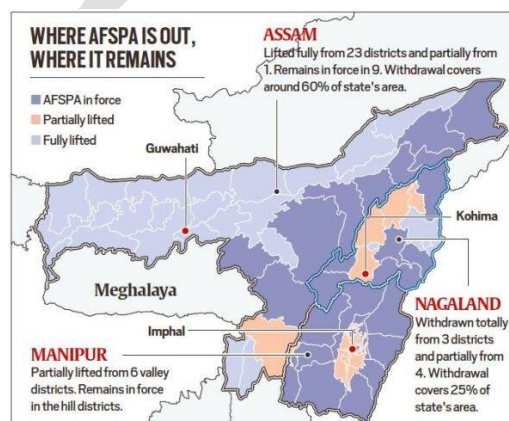 WHERE AFSPA IS OUT,
WHERE IT REMAINS
AFSPA in force
Partially lifted
Fully lifted
ASSAM
Lifted fully from 23 districts and partially from
1. Remains in force in 9. Withdrawal covers
around 60% of state's area.
Guwahati
Kohima
Meghalaya
NAGALAND
Withdrawn totally
from 3 districts
and partially from
4. Withdrawal
covers 25% of
state's area.
Imphal
MANIPUR
Partially lifted from 6 valley
districts. Remains in force
in the hill districts.